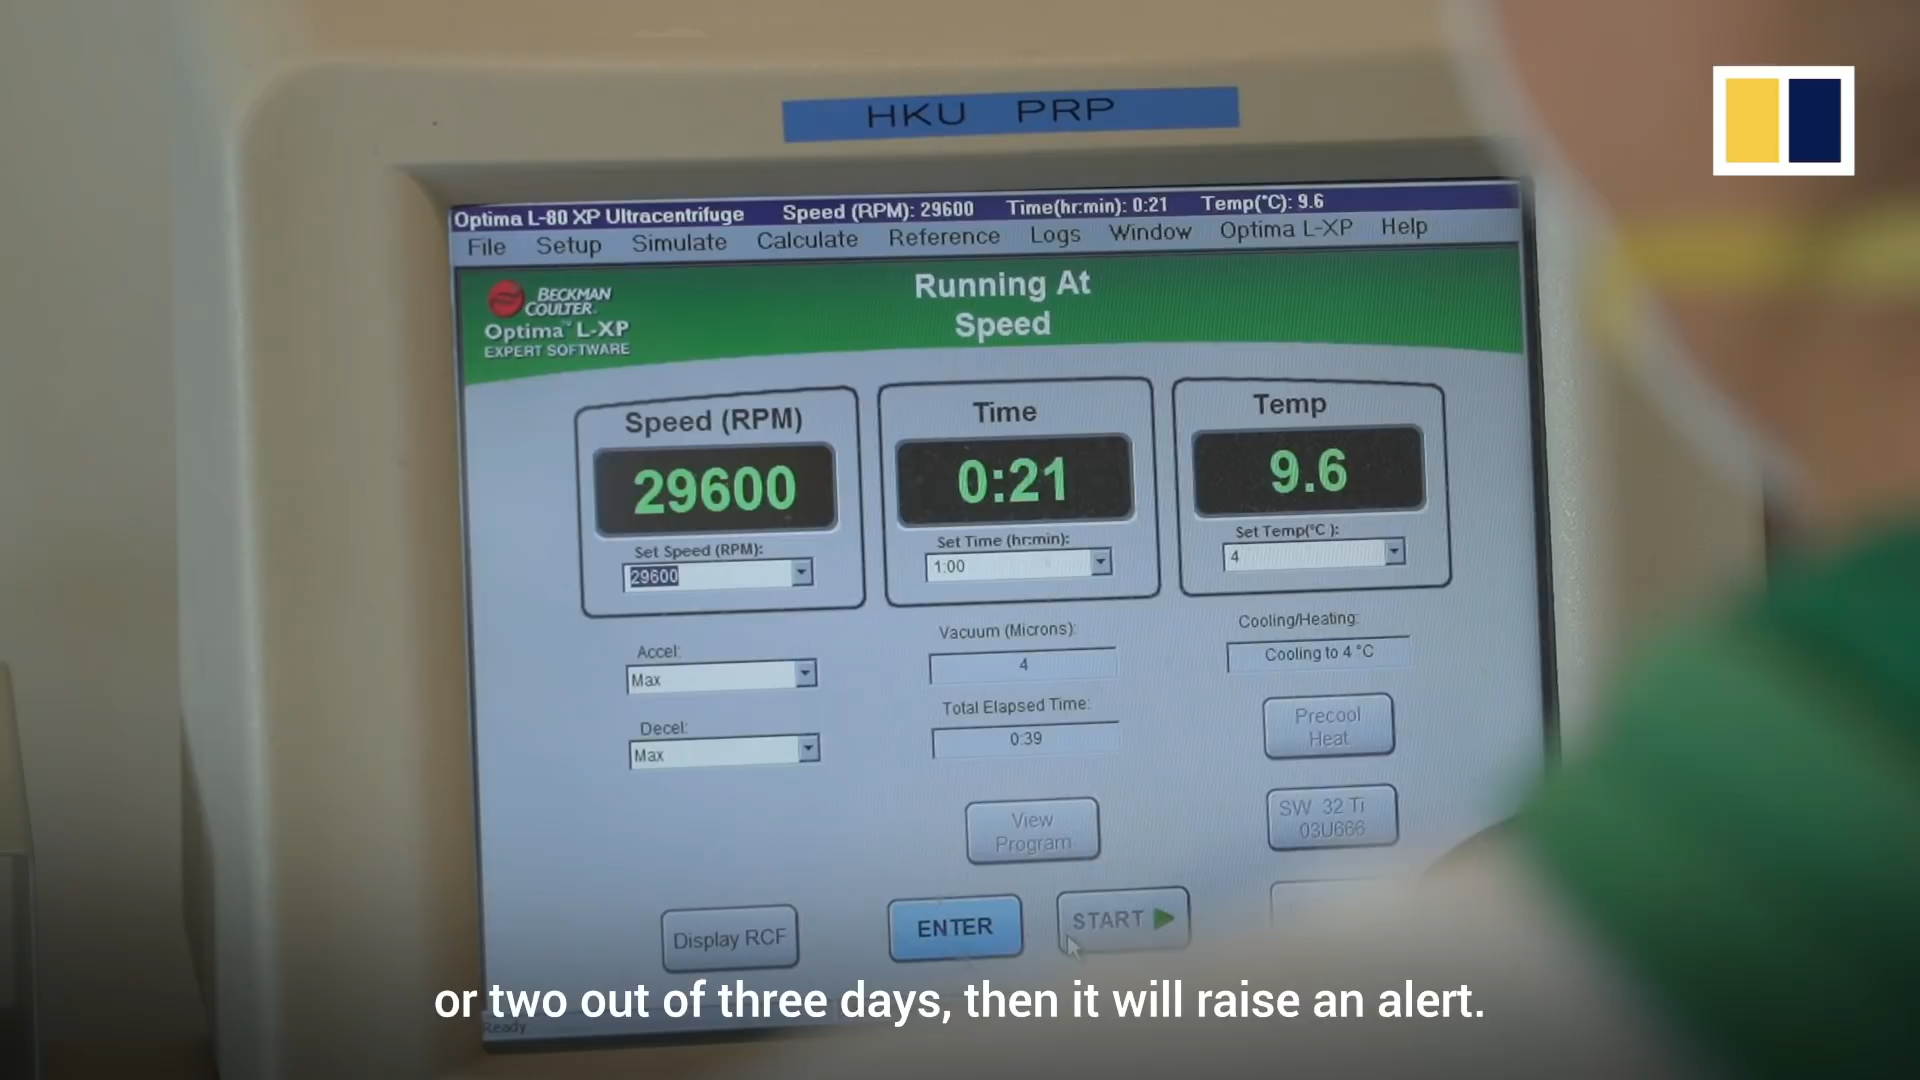 HKU PRP
Optima L-80 XP Ultracentrifuge Speed (RPM): 29600 Time(hr:min): 0:21 Temp(°C): 9.6
File Setup Simulate Calculate Reference Logs Window Optima L-XP Help
BECKMAN
COULTER
Optima™ L-XP
EXPERT SOFTWARE
Running At
Speed
Speed (RPM)
29600
Set Speed (RPM):
29600
Time
0:21
Set Time (hr:min):
1:00
Temp
9.6
Set Temp(°C ):
4
Accel:
Max
Decel:
Max
Vacuum (Microns):
4
Total Elapsed Time:
0:39
Cooling/Heating:
Cooling to 4 °C
Precool
Heat
View
Program
SW 32 Ti
03U666
Display RCF
ENTER
START
or two out of three days, then it will raise an alert.
Ready